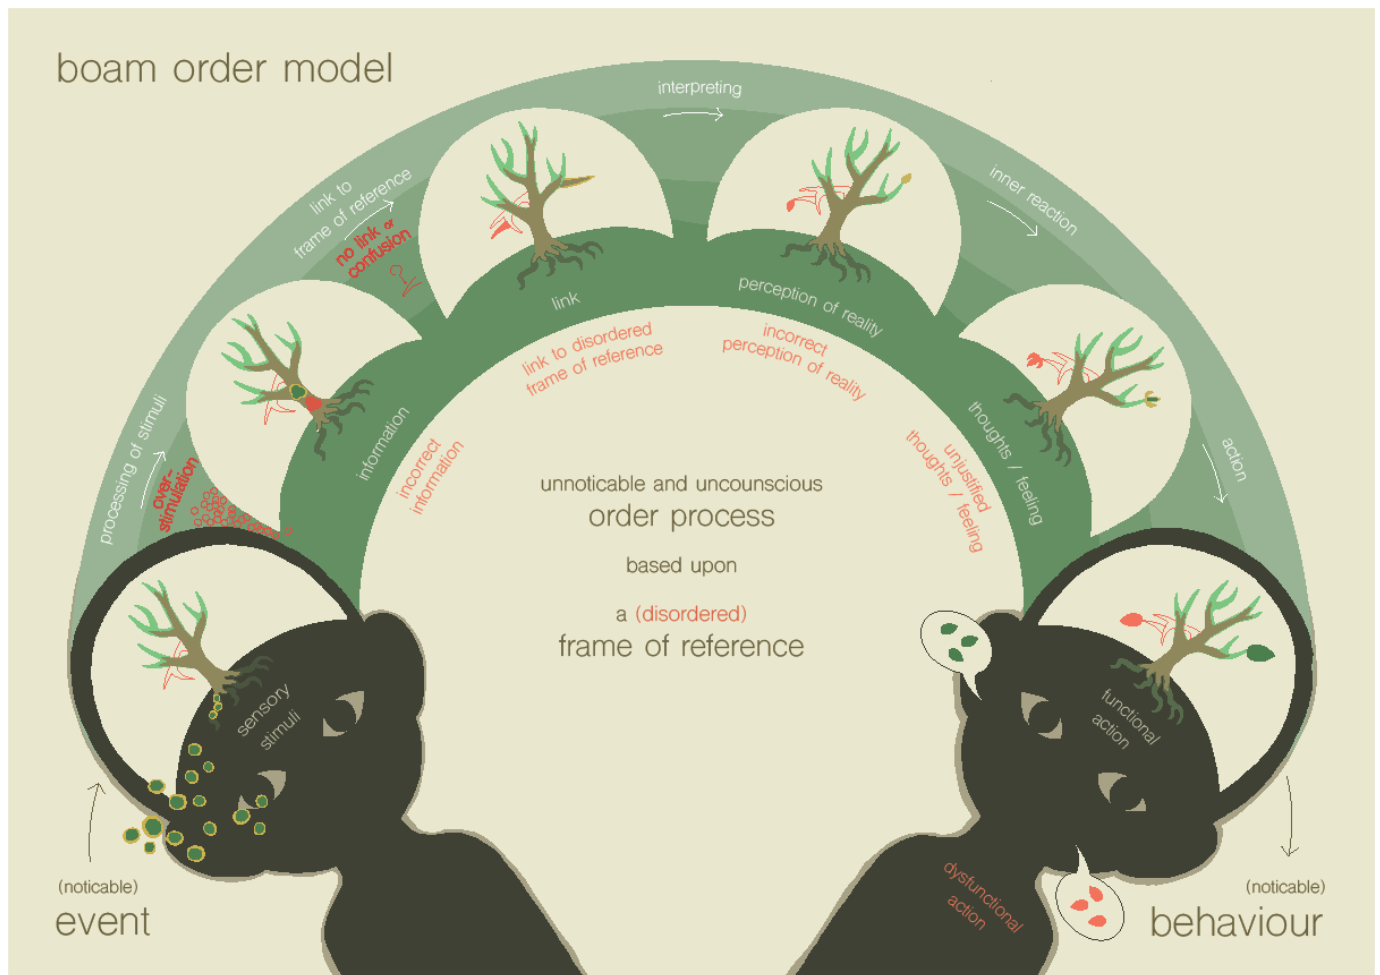 boam order model
(noticable)
event
sensory
stimuli
processing of stimuli
over-
stimulation
information
incorrect
information
link to
frame of reference
no link or
confusion
link
link to disordered
frame of reference
interpreting
perception of reality
incorrect
perception of reality
inner reaction
thoughts / feeling
unjustified
thoughts / feeling
action
functional
action
dysfunctional
action
(noticable)
behaviour
unnoticable and uncounscious
order process
based upon
a (disordered)
frame of reference